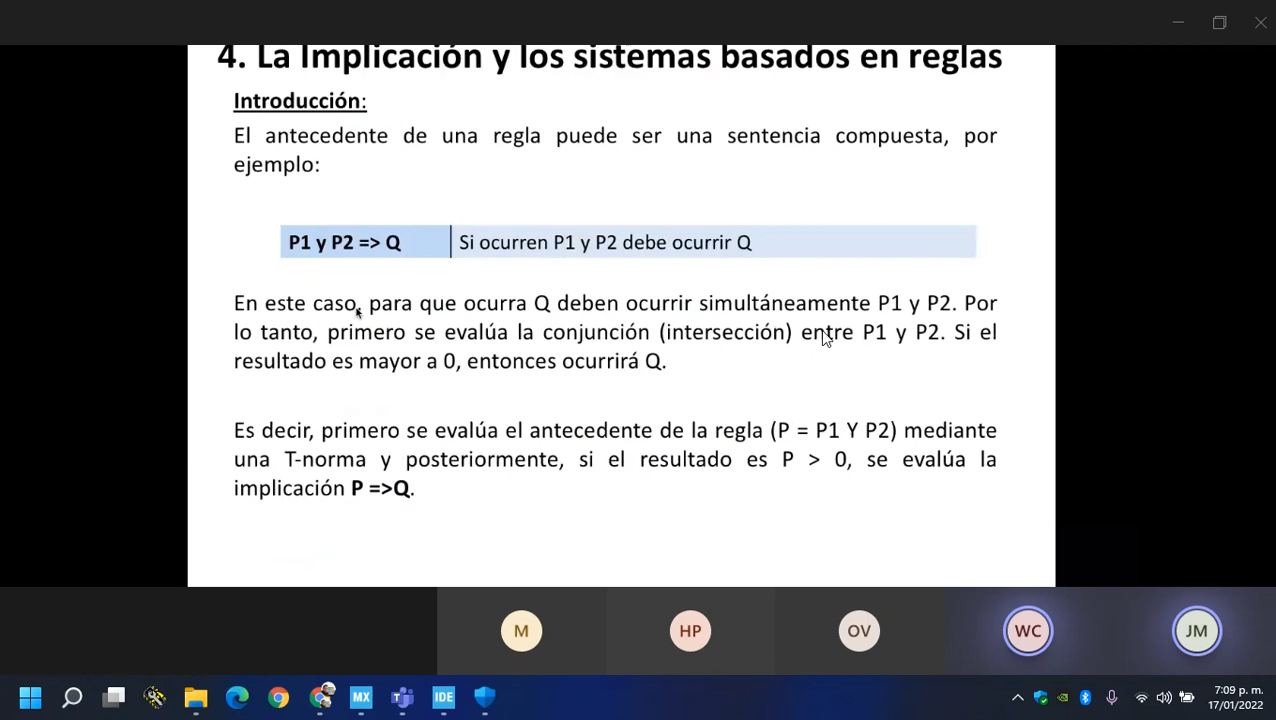 4. La Implicación y los sistemas basados en reglas
Introducción:
El antecedente de una regla puede ser una sentencia compuesta, por
ejemplo:
P1 y P2 => Q
Si ocurren P1 y P2 debe ocurrir Q
En este caso, para que ocurra Q deben ocurrir simultáneamente P1 y P2. Por
lo tanto, primero se evalúa la conjunción (intersección) entre P1 y P2. Si el
resultado es mayor a 0, entonces ocurrirá Q.
Es decir, primero se evalúa el antecedente de la regla (P = P1 Y P2) mediante
una T-norma y posteriormente, si el resultado es P > 0, se evalúa la
implicación P =>Q.
M
HP
OV
WC
JM
MX
IDE
7:09 p. m.
17/01/2022